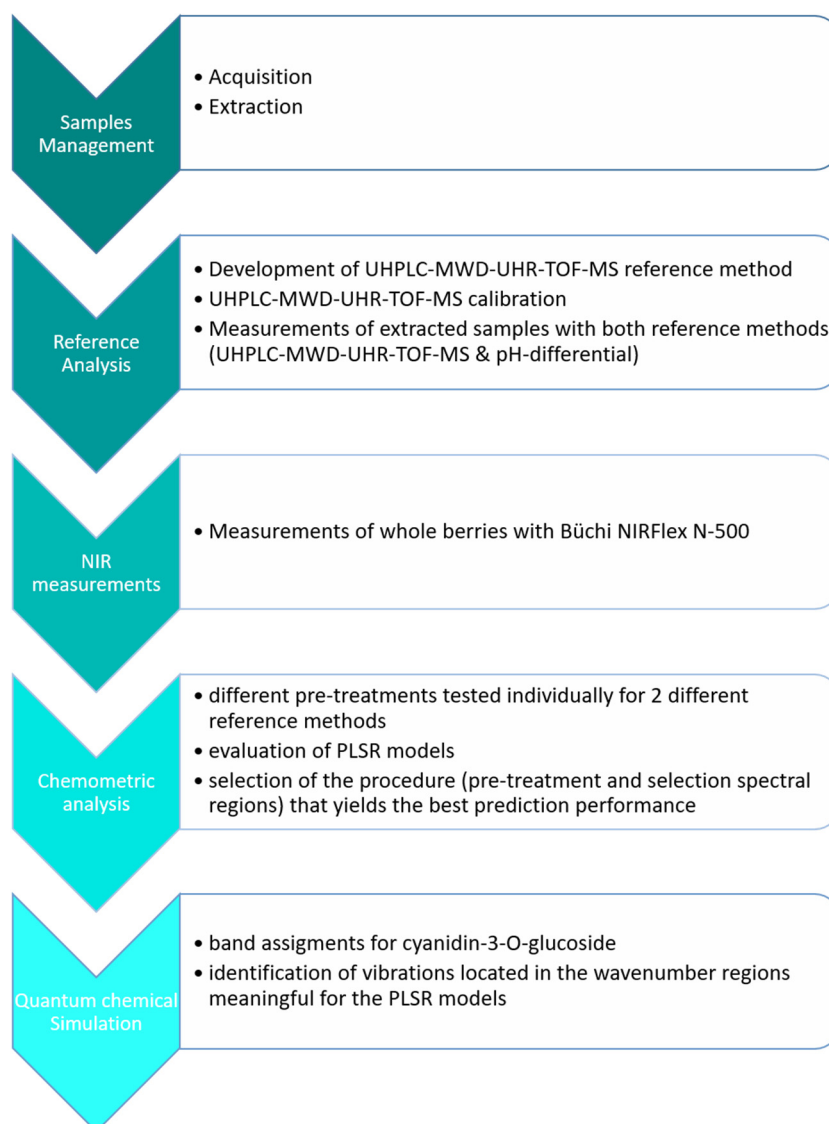 Samples
Management
• Acquisition
• Extraction
Reference
Analysis
• Development of UHPLC-MWD-UHR-TOF-MS reference method
• UHPLC-MWD-UHR-TOF-MS calibration
• Measurements of extracted samples with both reference methods
(UHPLC-MWD-UHR-TOF-MS & pH-differential)
NIR
measurements
• Measurements of whole berries with Büchi NIRFlex N-500
Chemometric
analysis
• different pre-treatments tested individually for 2 different
reference methods
• evaluation of PLSR models
• selection of the procedure (pre-treatment and selection spectral
regions) that yields the best prediction performance
Quantum chemical
Simulation
• band assigments for cyanidin-3-O-glucoside
• identification of vibrations located in the wavenumber regions
meaningful for the PLSR models